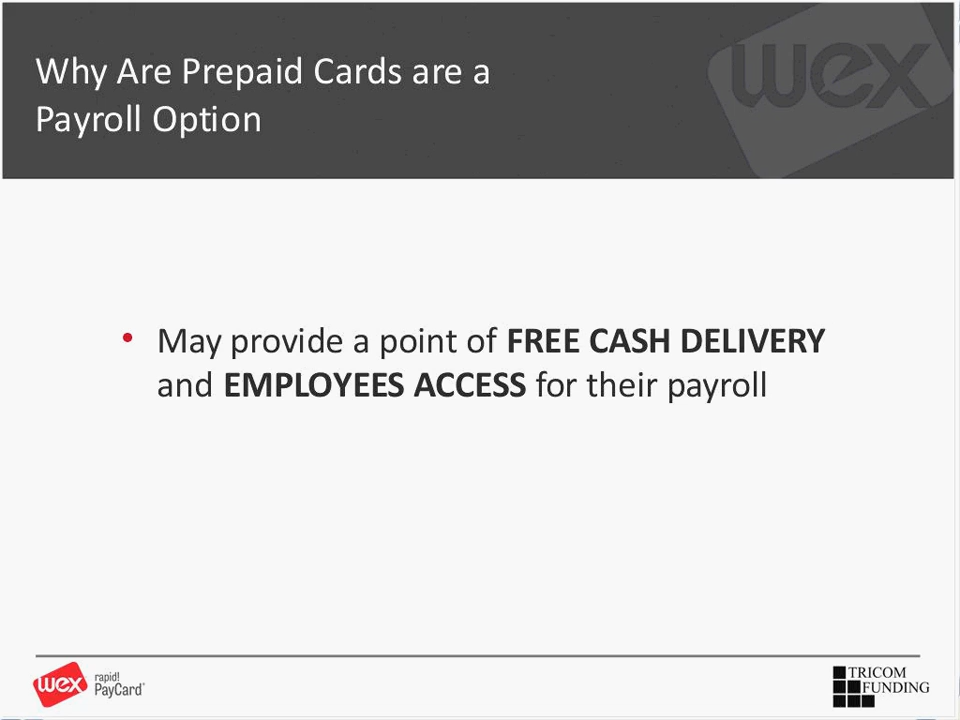 Why Are Prepaid Cards are a
Payroll Option
wex
• May provide a point of FREE CASH DELIVERY
and EMPLOYEES ACCESS for their payroll
wex rapid!
PayCard®
TRICOM
FUNDING